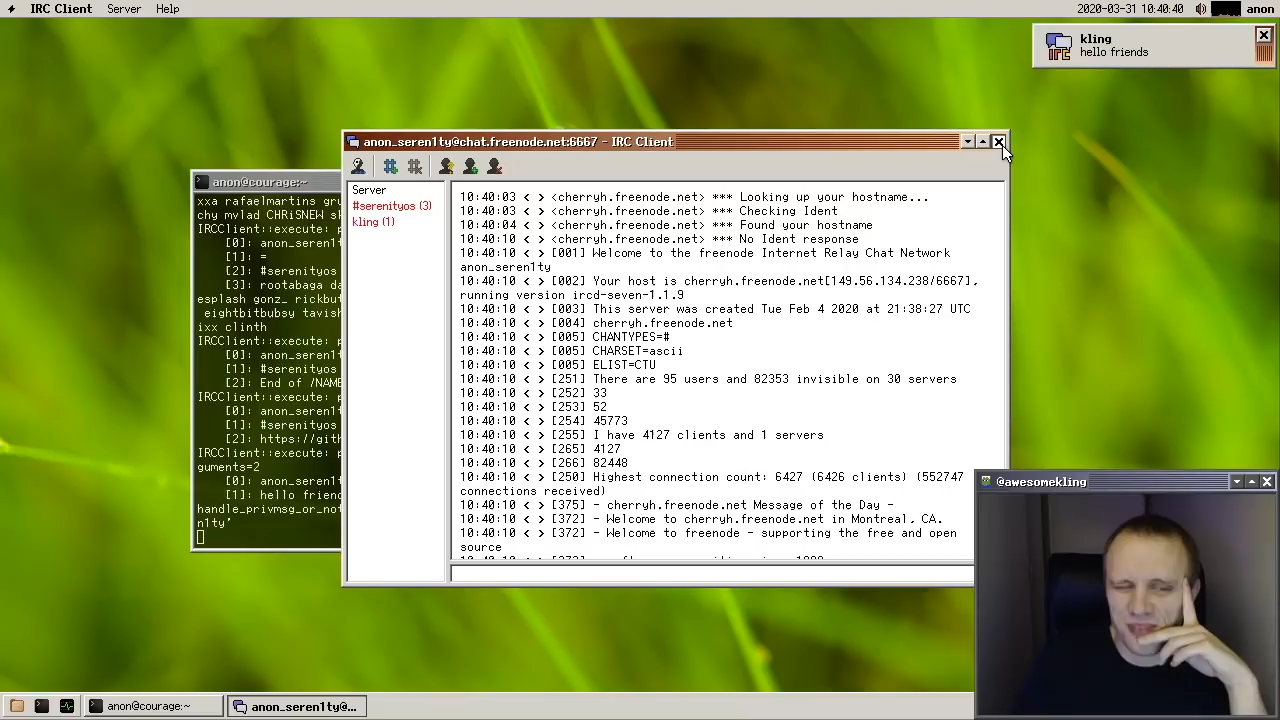 IRC Client Server Help
2020-03-31 10:40:40 anon
kling
hello friends
IRC
anon_seren1ty@chat.freenode.net:6667 - IRC Client
Server
#serenityos (3)
kling (1)
10:40:03 < > <cherryh.freenode.net> *** Looking up your hostname...
10:40:03 < > <cherryh.freenode.net> *** Checking Ident
10:40:04 < > <cherryh.freenode.net> *** Found your hostname
10:40:10 < > <cherryh.freenode.net> *** No Ident response
10:40:10 < > [001] Welcome to the freenode Internet Relay Chat Network
anon_seren1ty
10:40:10 < > [002] Your host is cherryh.freenode.net[149.56.134.238/6667],
running version ircd-seven-1.1.9
10:40:10 < > [003] This server was created Tue Feb 4 2020 at 21:38:27 UTC
10:40:10 < > [004] cherryh.freenode.net
10:40:10 < > [005] CHANTYPES=#
10:40:10 < > [005] CHARSET=ascii
10:40:10 < > [005] ELIST=CTU
10:40:10 < > [251] There are 95 users and 82353 invisible on 30 servers
10:40:10 < > [252] 33
10:40:10 < > [253] 52
10:40:10 < > [254] 45773
10:40:10 < > [255] I have 4127 clients and 1 servers
10:40:10 < > [265] 4127
10:40:10 < > [266] 82448
10:40:10 < > [250] Highest connection count: 6427 (6426 clients) (552747
connections received)
10:40:10 < > [375] - cherryh.freenode.net Message of the Day -
10:40:10 < > [372] - Welcome to cherryh.freenode.net in Montreal, CA.
10:40:10 < > [372] - Welcome to freenode - supporting the free and open
source
anon@courage:~
xxa rafaelmartins gru
chy mvlad CHRiSNEW sk
IRCClient::execute: p
[0]: anon_seren1t
[1]: =
[2]: #serenityos
[3]: rootabaga da
esplash gonz_ rickbut
eightbitbubsy tavish
ixx clinth
IRCClient::execute: p
[0]: anon_seren1t
[1]: #serenityos
[2]: End of /NAME
IRCClient::execute: p
[0]: anon_seren1t
[1]: #serenityos
[2]: https://gith
IRCClient::execute: p
guments=2
[0]: anon_seren1t
[1]: hello friend
handle_privmsg_or_not
n1ty'
@awesomekling
anon@courage:~
anon_seren1ty@...